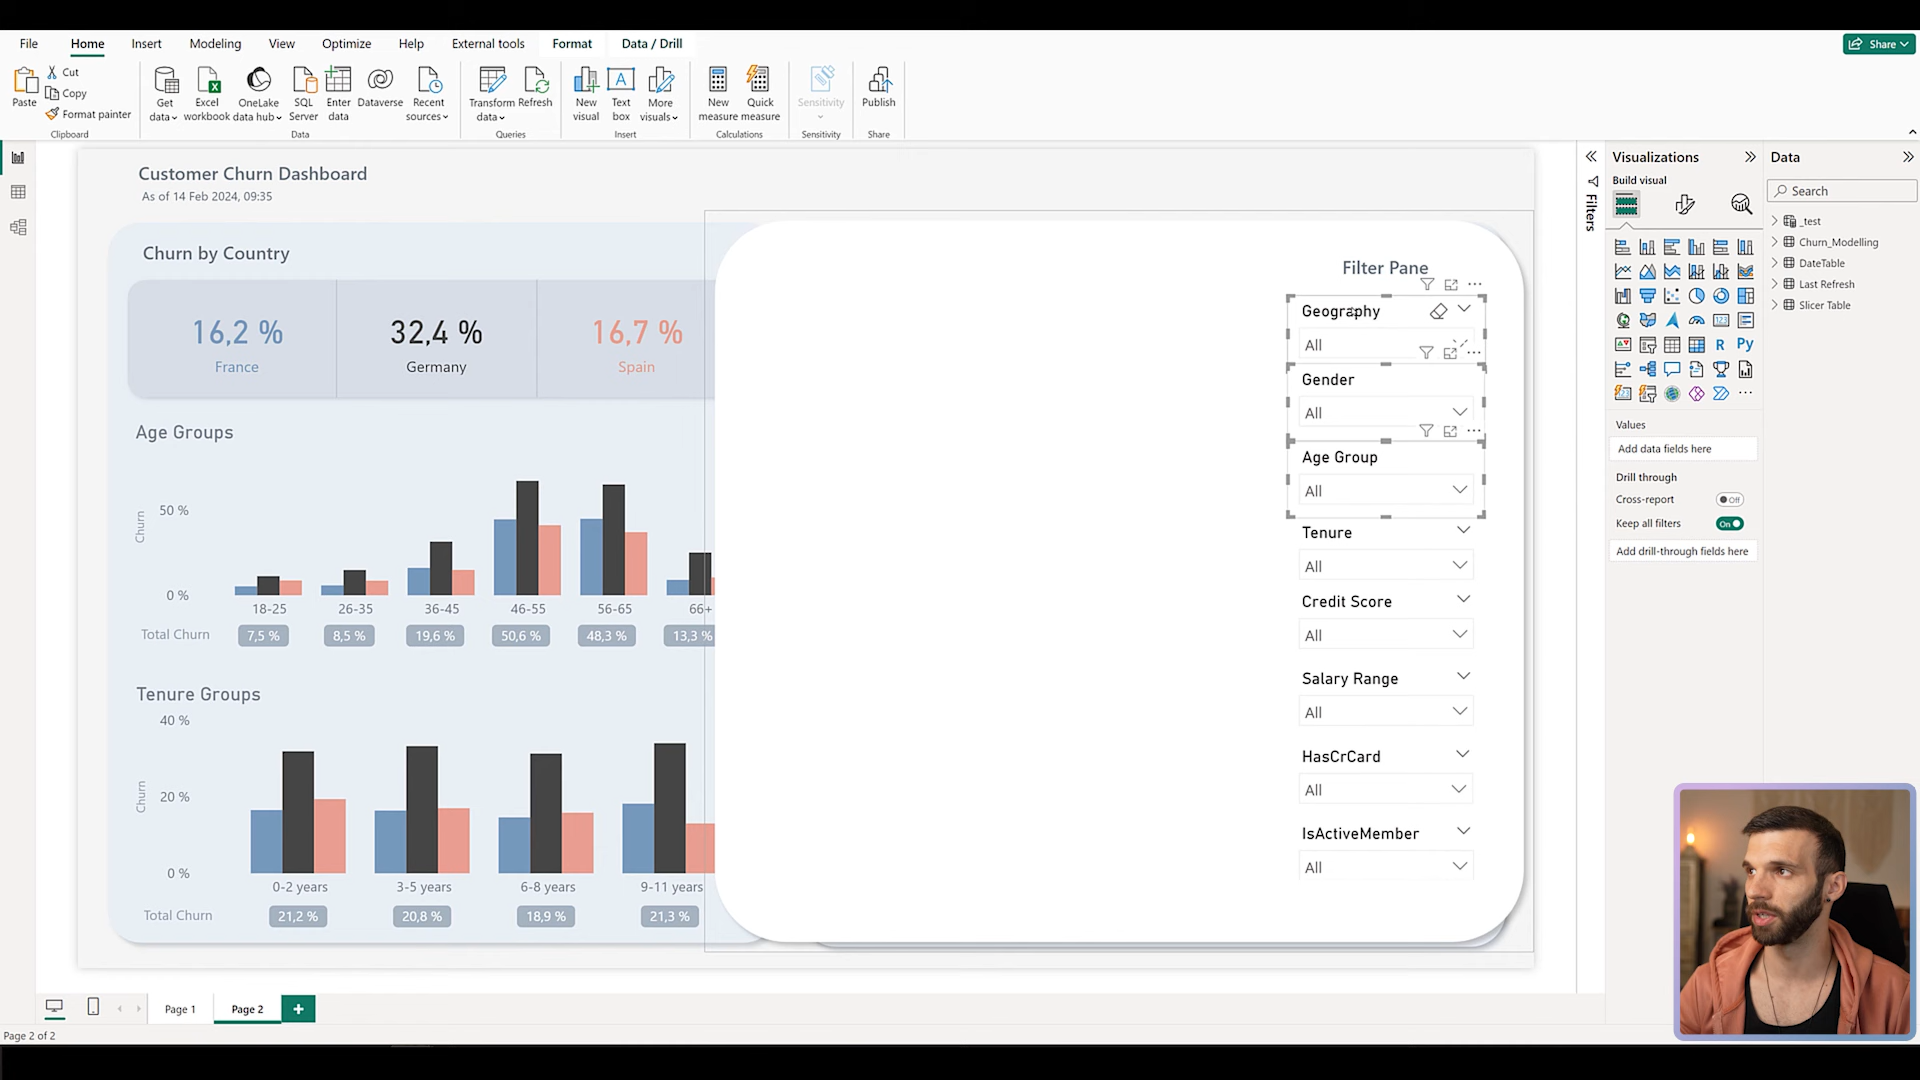 File Home Insert Modeling View Optimize Help External tools Format Data / Drill Share
Paste
Cut
Copy
Format painter
Clipboard
Get data
Excel workbook
OneLake data hub
SQL Server
Enter data
Dataverse
Recent sources
Data
Transform data
Refresh
Queries
New visual
Text box
More visuals
Insert
New measure
Quick measure
Calculations
Sensitivity
Sensitivity
Publish
Share
Customer Churn Dashboard
As of 14 Feb 2024, 09:35
Churn by Country
16,2 % 32,4 % 16,7 %
France Germany Spain
Age Groups
Churn
50 %
0 %
18-25 26-35 36-45 46-55 56-65 66+
Total Churn 7,5 % 8,5 % 19,6 % 50,6 % 48,3 % 13,3 %
Tenure Groups
Churn
40 %
20 %
0 %
0-2 years 3-5 years 6-8 years 9-11 years
Total Churn 21,2 % 20,8 % 18,9 % 21,3 %
Filter Pane
Geography
All
Gender
All
Age Group
All
Tenure
All
Credit Score
All
Salary Range
All
HasCrCard
All
IsActiveMember
All
Filters
Visualizations
Build visual
R Py
123
Values
Add data fields here
Drill through
Cross-report Off
Keep all filters On
Add drill-through fields here
Data
Search
_test
Churn_Modelling
DateTable
Last Refresh
Slicer Table
Page 1 Page 2 +
Page 2 of 2